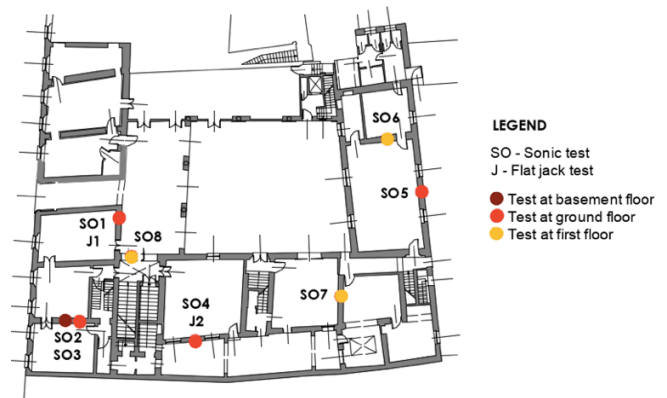 SO6
LEGEND
SO - Sonic test
J - Flat jack test
SO5
Test at basement floor
Test at ground floor
Test at first floor
SO1
J1
SO8
SO7
SO4
J2
SO2
SO3